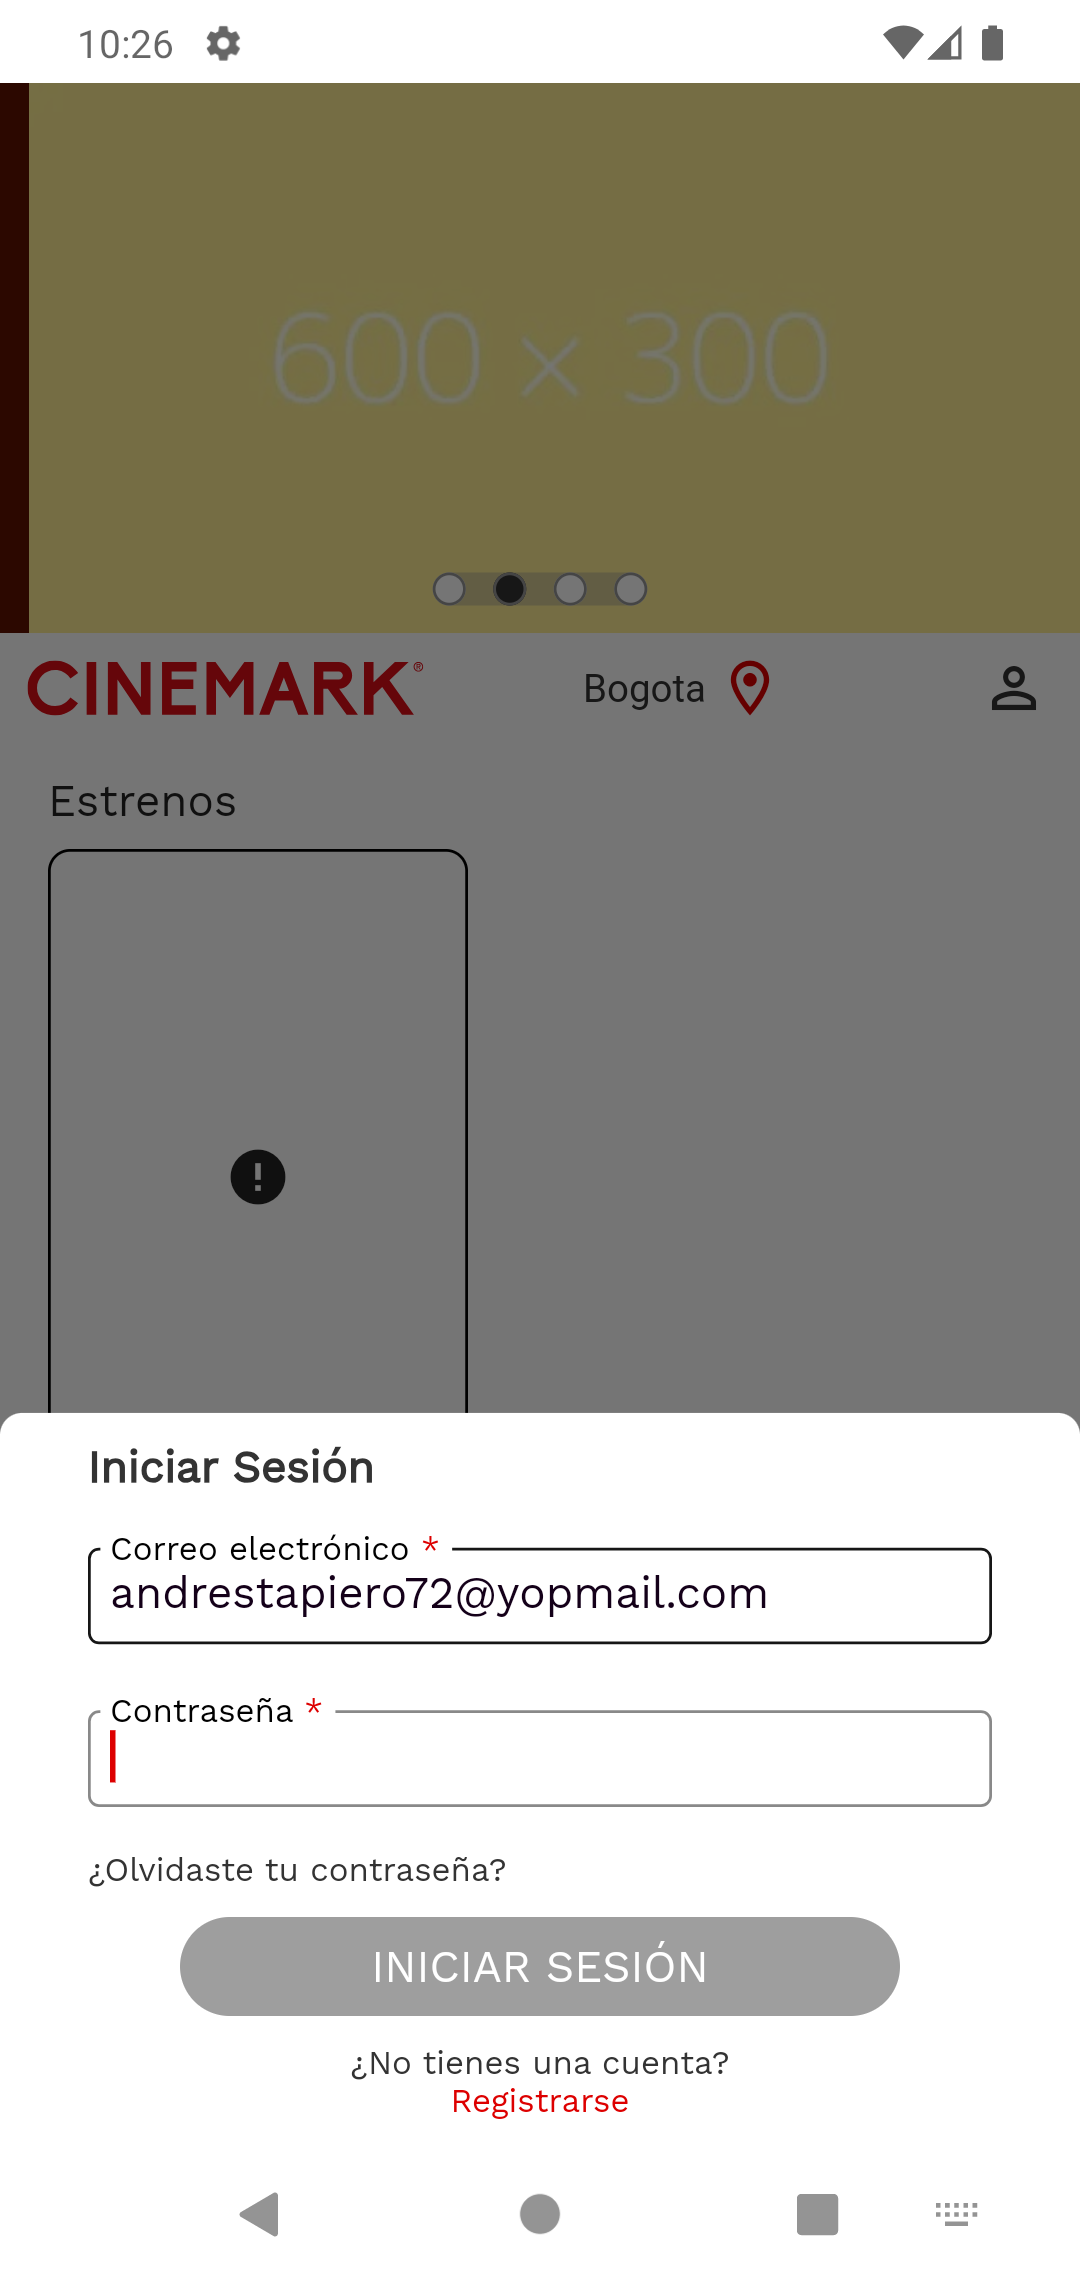 10:26
600 × 300
CINEMARK®
Bogota
Estrenos
Iniciar Sesión
Correo electrónico *
andrestapiero72@yopmail.com
Contraseña *
¿Olvidaste tu contraseña?
INICIAR SESIÓN
¿No tienes una cuenta?
Registrarse